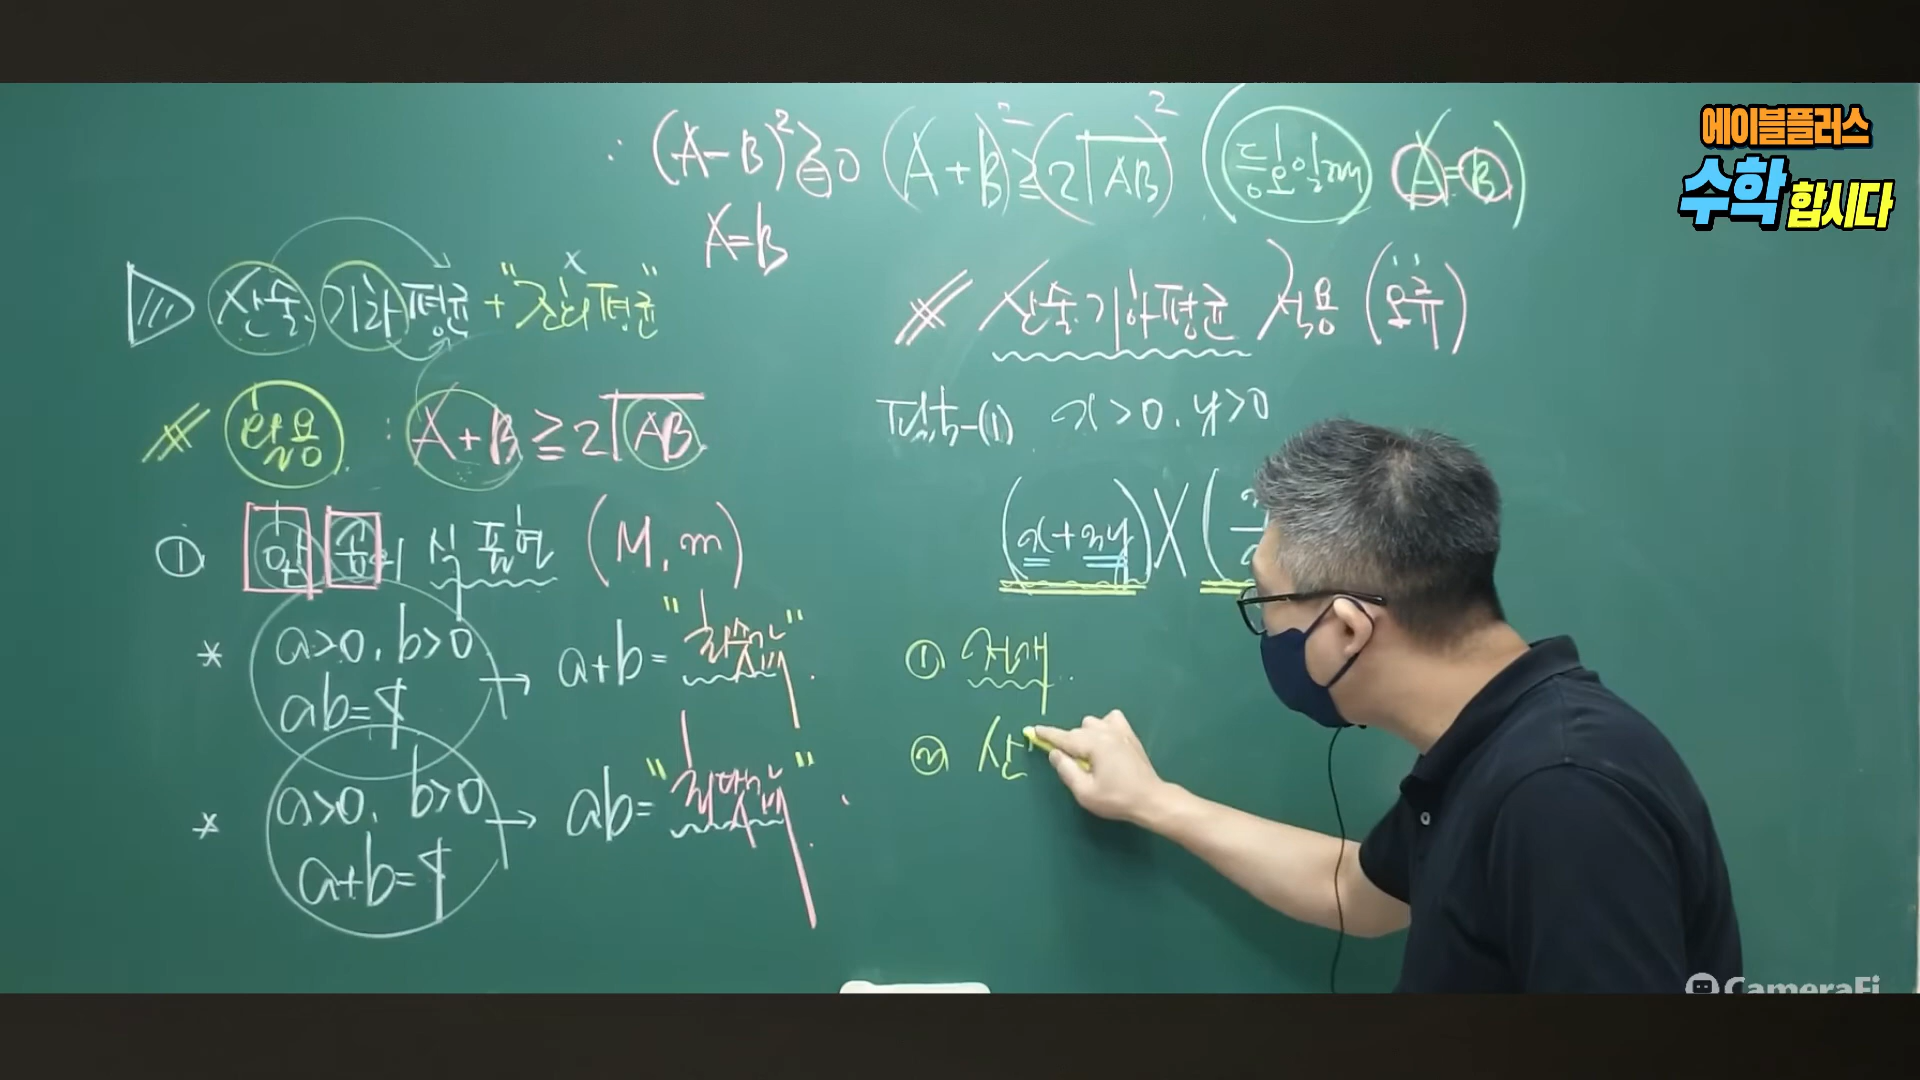 에이블플러스
수학 합시다
∴ (A-B)²≧0 (A+B)²≧(2√AB)² (등호일때 A=B)
A=B
▷ 산술 기하평균 + "조화평균"
활용 : A+B≧2√AB
① 합 곱의 식 표현 (M, m)
* a>0, b>0
ab=상수 → a+b= "최솟값"
* a>0, b>0
a+b= → ab= "최댓값"
산술·기하평균 적용 (오류)
x>0, y>0
① 전개
② 산
CameraFi